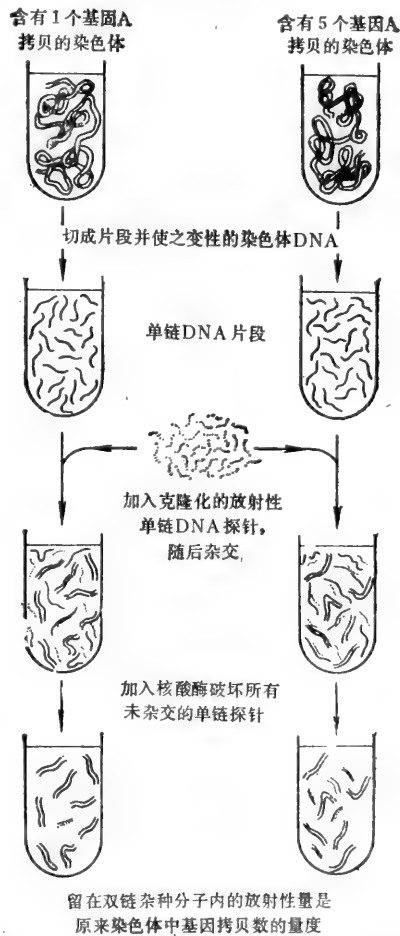 含有1个基固A
拷贝的染色体
含有5个基因A
拷贝的染色体
切成片段并使之变性的染色体DNA
单链DNA片段
加入克隆化的放射性
单链DNA探针,
随后杂交,
加入核酸酶破坏所有
未杂交的单链探针
留在双链杂种分子内的放射性量是
原来染色体中基因拷贝数的量度